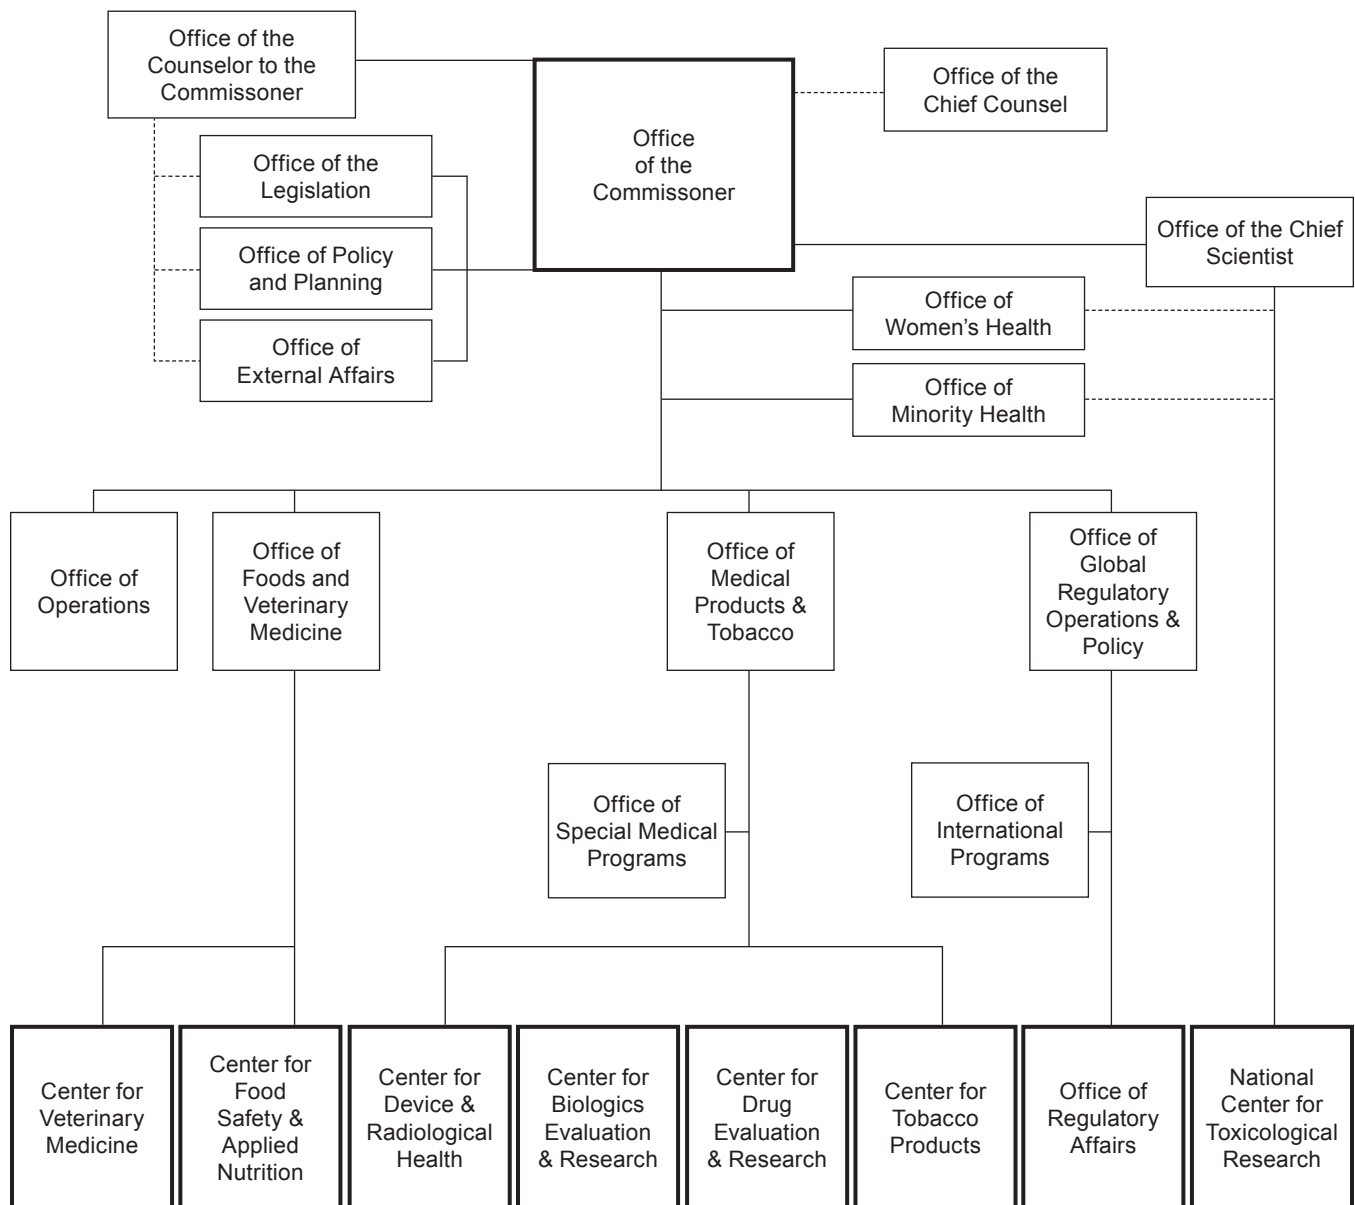 Office of the
Counselor to the
Commissoner
Office
of the
Commissoner
Office of the
Chief Counsel
Office of the
Legislation
Office of Policy
and Planning
Office of
External Affairs
Office of the Chief
Scientist
Office of
Women’s Health
Office of
Minority Health
Office of
Operations
Office of
Foods and
Veterinary
Medicine
Office of
Medical
Products &
Tobacco
Office of
Global
Regulatory
Operations &
Policy
Office of
Special Medical
Programs
Office of
International
Programs
Center for
Veterinary
Medicine
Center for
Food
Safety &
Applied
Nutrition
Center for
Device &
Radiological
Health
Center for
Biologics
Evaluation
& Research
Center for
Drug
Evaluation
& Research
Center for
Tobacco
Products
Office of
Regulatory
Affairs
National
Center for
Toxicological
Research